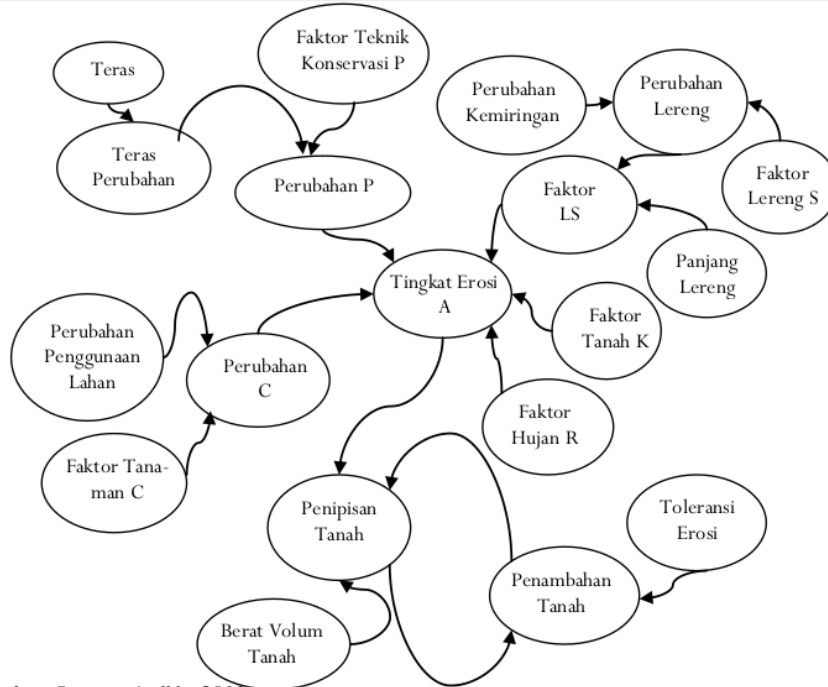 Teras
Faktor Teknik
Konservasi P
Perubahan
Kemiringan
Perubahan
Lereng
Teras
Perubahan
Perubahan P
Faktor
LS
Faktor
Lereng S
Panjang
Lereng
Tingkat Erosi
A
Faktor
Tanah K
Perubahan
Penggunaan
Lahan
Perubahan
C
Faktor
Hujan R
Faktor Tana-
man C
Penipisan
Tanah
Toleransi
Erosi
Penambahan
Tanah
Berat Volum
Tanah